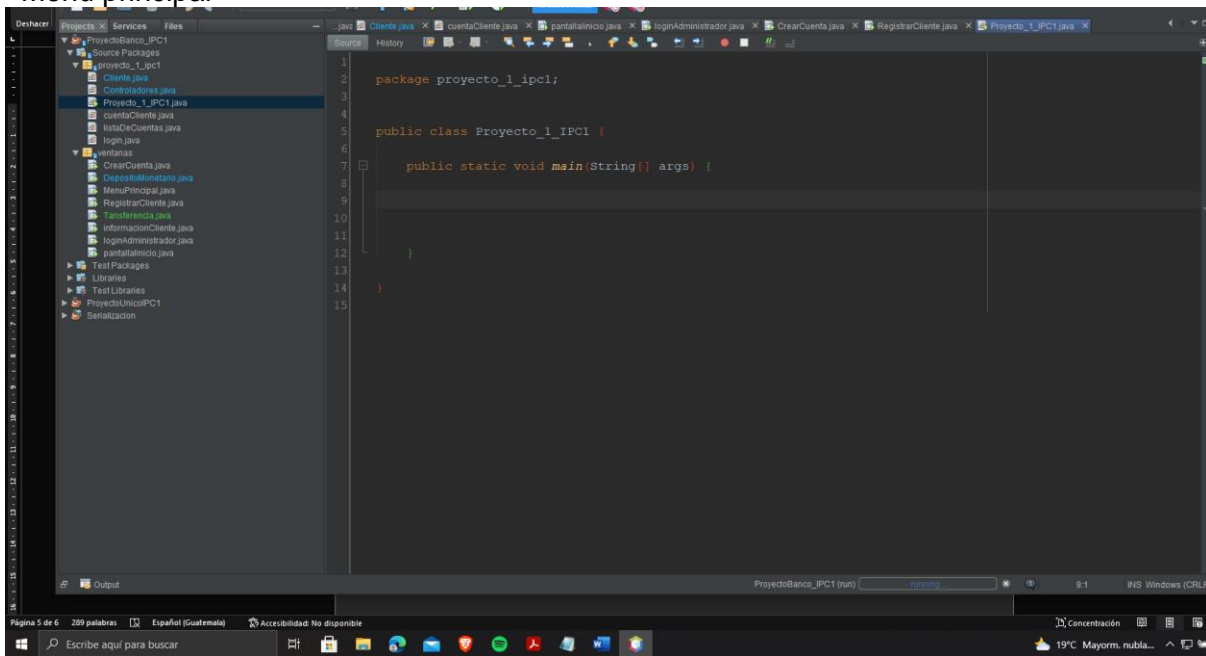 Menú principal
Deshacer
Projects × Services Files
...java Cliente.java × cuentaCliente.java × pantallaInicio.java × loginAdministrador.java × CrearCuenta.java × RegistrarCliente.java × Proyecto_1_IPC1.java ×
Source History
ProyectoBanco_IPC1
Source Packages
proyecto_1_ipc1
Cliente.java
Controladores.java
Proyecto_1_IPC1.java
cuentaCliente.java
listaDeCuentas.java
login.java
ventanas
CrearCuenta.java
DepositoMonetario.java
MenuPrincipal.java
RegistrarCliente.java
Tansferencia.java
informacionCliente.java
loginAdministrador.java
pantallaInicio.java
Test Packages
Libraries
Test Libraries
ProyectoUnicoIPC1
Serializacion
1
2 package proyecto_1_ipc1;
3
4
5 public class Proyecto_1_IPC1 {
6
7 public static void main(String[] args) {
8
9
10
11
12 }
13
14 }
15
Output
ProyectoBanco_IPC1 (run) running...
9:1 INS Windows (CRLF
Página 5 de 6 289 palabras Español (Guatemala) Accesibilidad: No disponible
Concentración
Escribe aquí para buscar
19°C Mayorm. nubla...